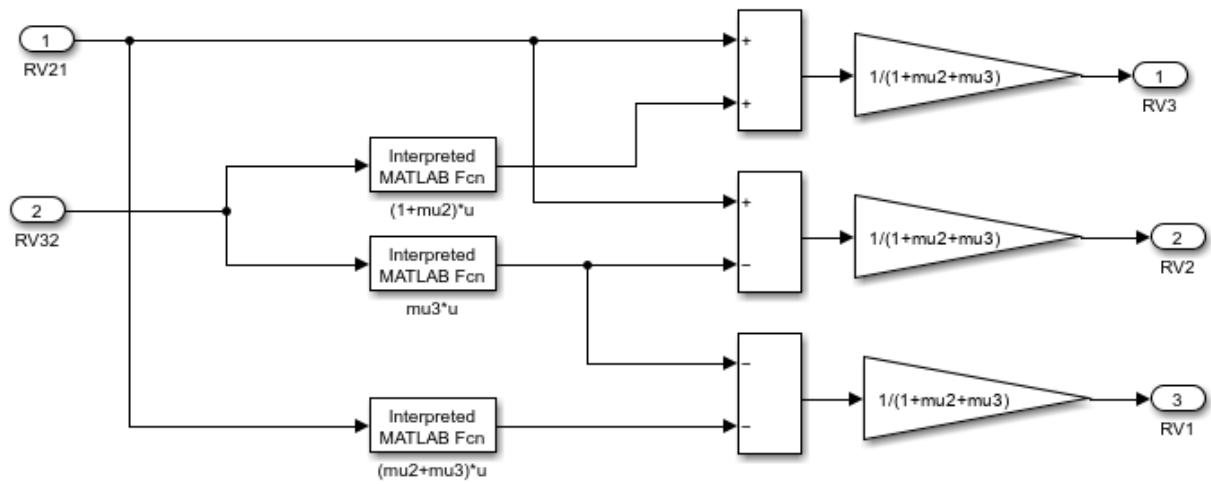 1
RV21
+
+
1/(1+mu2+mu3)
1
RV3
Interpreted
MATLAB Fcn
(1+mu2)*u
2
RV32
+
−
1/(1+mu2+mu3)
2
RV2
Interpreted
MATLAB Fcn
mu3*u
−
−
1/(1+mu2+mu3)
3
RV1
Interpreted
MATLAB Fcn
(mu2+mu3)*u